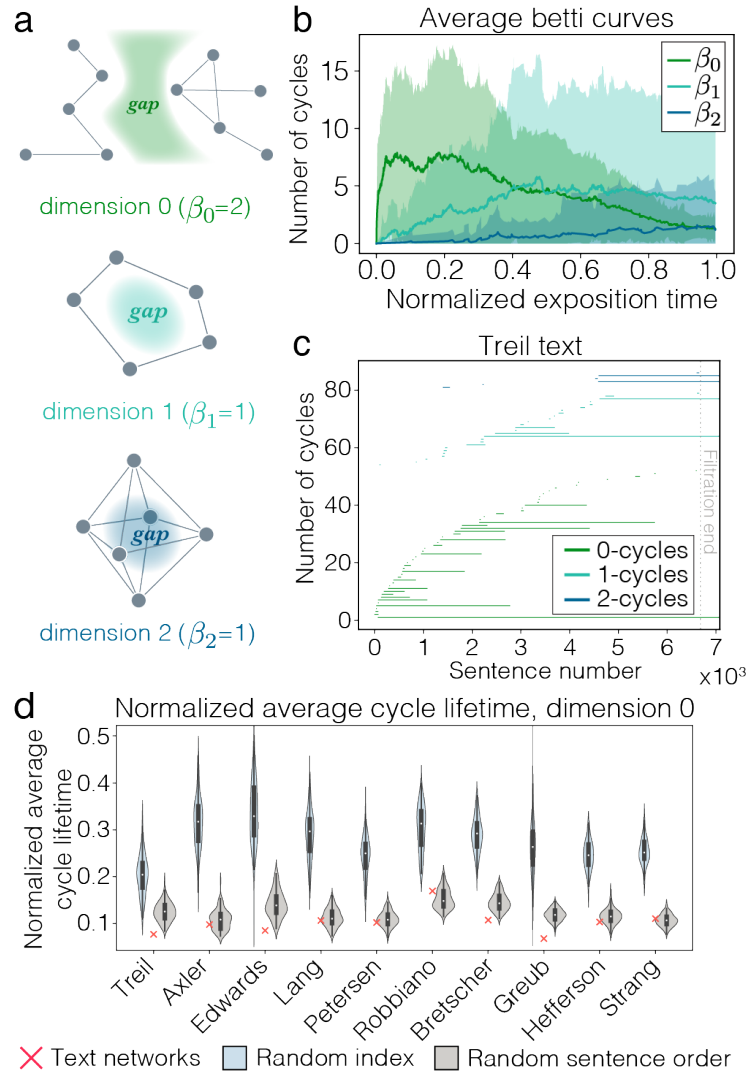 a
gap
dimension 0 (β0=2)
gap
dimension 1 (β1=1)
gap
dimension 2 (β2=1)
b
Average betti curves
Number of cycles
15
10
5
0
β0
β1
β2
0.0 0.2 0.4 0.6 0.8 1.0
Normalized exposition time
c
Treil text
Number of cycles
80
60
40
20
0
Filtration end
0-cycles
1-cycles
2-cycles
0 1 2 3 4 5 6 7
Sentence number
×10³
d
Normalized average cycle lifetime, dimension 0
Normalized average
cycle lifetime
0.5
0.4
0.3
0.2
0.1
Treil
Axler
Edwards
Lang
Petersen
Robbiano
Bretscher
Greub
Hefferson
Strang
Text networks
Random index
Random sentence order